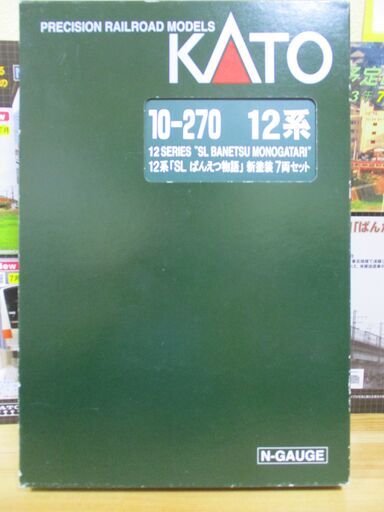 PRECISION RAILROAD MODELS
KATO
10-270 12系
12 SERIES "SL BANETSU MONOGATARI"
12系「SL ばんえつ物語」新塗装 7両セット
N-GAUGE
New